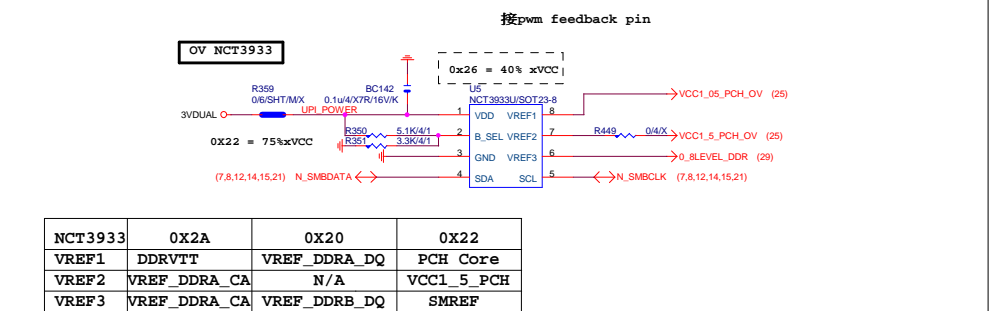 接pwm feedback pin
OV NCT3933
0x26 = 40% xVCC
R359
0/6/SHT/M/X
BC142
0.1u/4/X7R/16V/K
U5
NCT3933U/SOT23-8
3VDUAL
UPI_POWER
1 VDD VREF1 8
VCC1_05_PCH_OV (25)
0X22 = 75%xVCC
R350 5.1K/4/1
R351 3.3K/4/1
2 B_SEL VREF2 7
R449 0/4/X
VCC1_5_PCH_OV (25)
3 GND VREF3 6
0_8LEVEL_DDR (29)
(7,8,12,14,15,21) N_SMBDATA
4 SDA SCL 5
N_SMBCLK (7,8,12,14,15,21)
NCT3933 0X2A 0X20 0X22
VREF1 DDRVTT VREF_DDRA_DQ PCH Core
VREF2 VREF_DDRA_CA N/A VCC1_5_PCH
VREF3 VREF_DDRA_CA VREF_DDRB_DQ SMREF